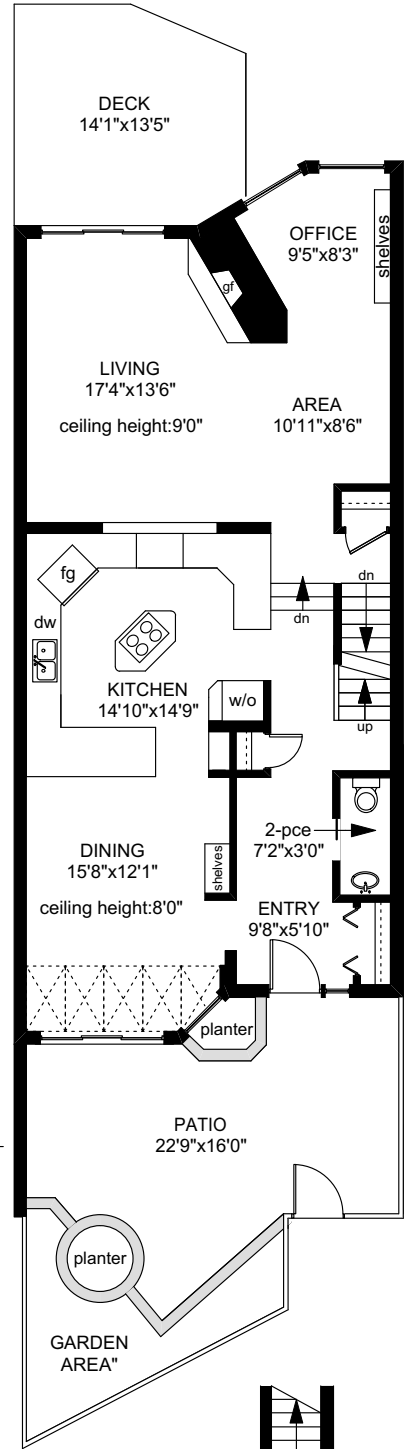 DECK
14'1"x13'5"
OFFICE
9'5"x8'3"
shelves
gf
LIVING
17'4"x13'6"
ceiling height:9'0"
AREA
10'11"x8'6"
fg
dn
dn
dw
KITCHEN
14'10"x14'9"
w/o
up
2-pce
7'2"x3'0"
DINING
15'8"x12'1"
shelves
ceiling height:8'0"
ENTRY
9'8"x5'10"
planter
PATIO
22'9"x16'0"
planter
GARDEN
AREA"